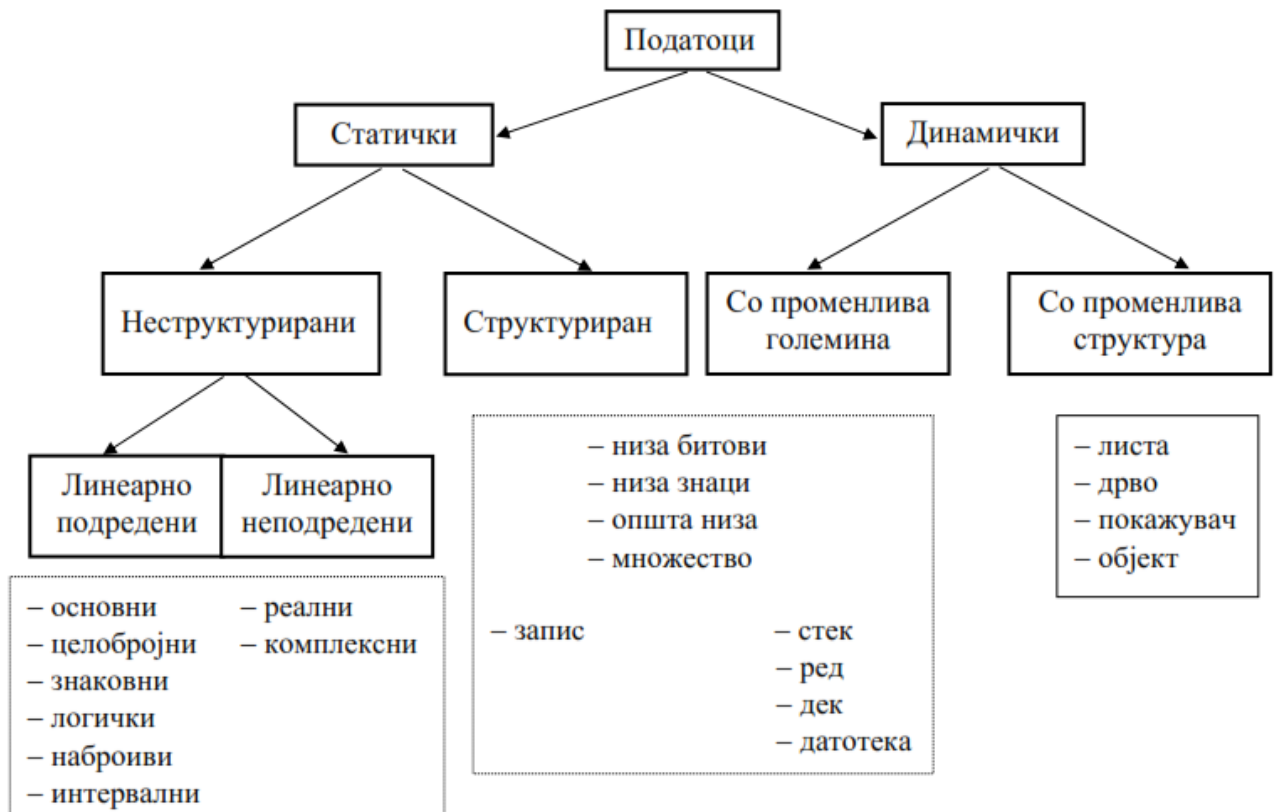 Податоци
Статички
Динамички
Неструктурирани
Структуриран
Со променлива
големина
Со променлива
структура
Линеарно
подредени
Линеарно
неподредени
– основни
– целобројни
– знаковни
– логички
– наброиви
– интервални
– реални
– комплексни
– низа битови
– низа знаци
– општа низа
– множество
– запис
– стек
– ред
– дек
– датотека
– листа
– дрво
– покажувач
– објект